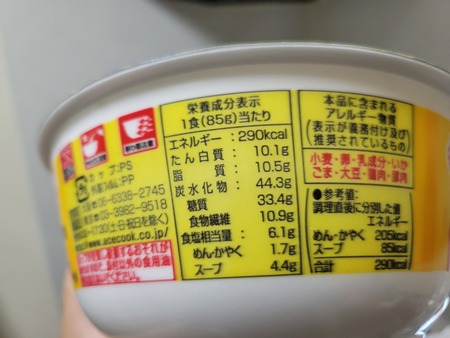 カップ:PS
外装フィルム:PP
06-6338-2745
03-3982-9518
www.acecook.co.jp
栄養成分表示
1食(85g)当たり
エネルギー:290kcal
たん白質:10.1g
脂質:10.5g
炭水化物:44.3g
糖質 33.4g
食物繊維 10.9g
食塩相当量:6.1g
めん・かやく 1.7g
スープ 4.4g
本品に含まれる
アレルギー物質
(表示が義務付け及び
推奨されているもの)
小麦・卵・乳成分・いか
ごま・大豆・鶏肉・豚肉
●参考値:
調理直後に分別した値
エネルギー
めん・かやく 205kcal
スープ 85kcal
合計 290kcal